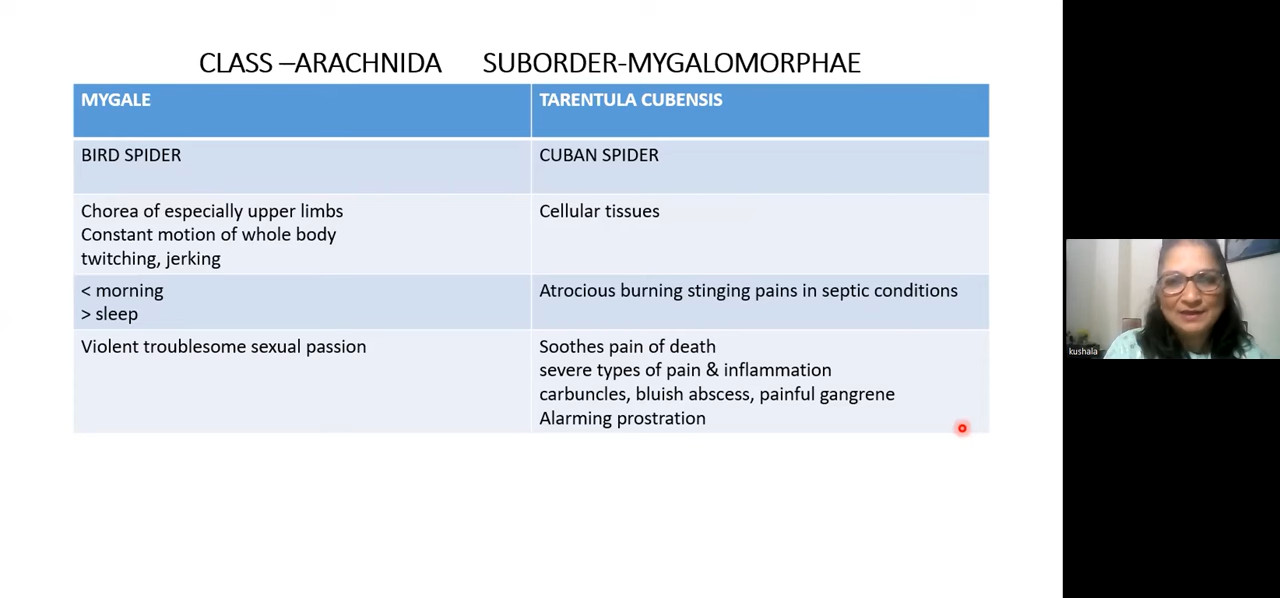 CLASS –ARACHNIDA SUBORDER-MYGALOMORPHAE
MYGALE
TARENTULA CUBENSIS
BIRD SPIDER
CUBAN SPIDER
Chorea of especially upper limbs
Constant motion of whole body
twitching, jerking
Cellular tissues
< morning
> sleep
Atrocious burning stinging pains in septic conditions
Violent troublesome sexual passion
Soothes pain of death
severe types of pain & inflammation
carbuncles, bluish abscess, painful gangrene
Alarming prostration
kushala